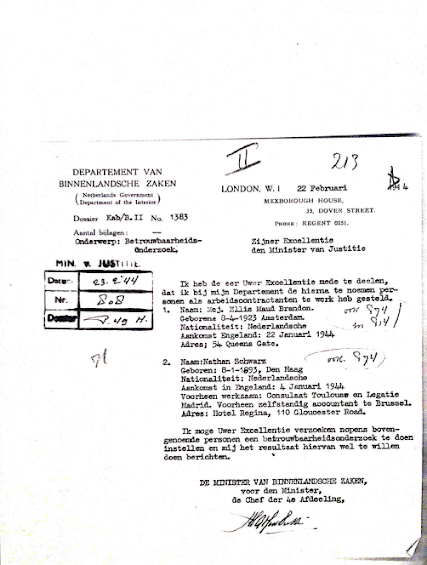 II
213
DEPARTEMENT VAN
BINNENLANDSCHE ZAKEN
( Netherlands Government )
( Department of the Interior )
Dossier Kab/B.II No. 1383
Aantal bijlagen: —
Onderwerp: Betrouwbaarheids-
onderzoek.
LONDON, W. 1 22 Februari 1944
MEXBOROUGH HOUSE,
33, DOVER STREET.
PHONE: REGENT 0151.
Zijner Excellentie
den Minister van Justitie
MIN. v. JUSTITIE.
Datum 23.2.'44
Nr. 808
Dossier P. 49 H.
Ik heb de eer Uwer Excellentie mede te deelen,
dat ik bij mijn Departement de hierna te noemen per-
sonen als arbeidscontractanten te werk heb gesteld.
1. Naam: Mej. Ellis Maud Brendon.
Geboren: 8-4-1923 Amsterdam.
Nationaliteit: Nederlandsche
Aankomst Engeland: 22 Januari 1944
Adres; 54 Queens Gate.
2. Naam:Nathan Schwarz
Geboren: 8-1-1893, Den Haag
Nationaliteit: Nederlandsche
Aankomst in Engeland: 4 Januari 1944
Voorheen werkzaam: Consulaat Toulouse en Legatie
Madrid. Voorheen zelfstandig accountant te Brussel.
Adres: Hotel Regina, 110 Gloucester Road.
Ik moge Uwer Excellentie verzoeken nopens boven-
genoemde personen een betrouwbaarheidsonderzoek te doen
instellen en mij het resultaat hiervan wel te willen
doen berichten.
DE MINISTER VAN BINNENLANDSCHE ZAKEN,
voor den Minister,
de Chef der 4e Afdeeling,